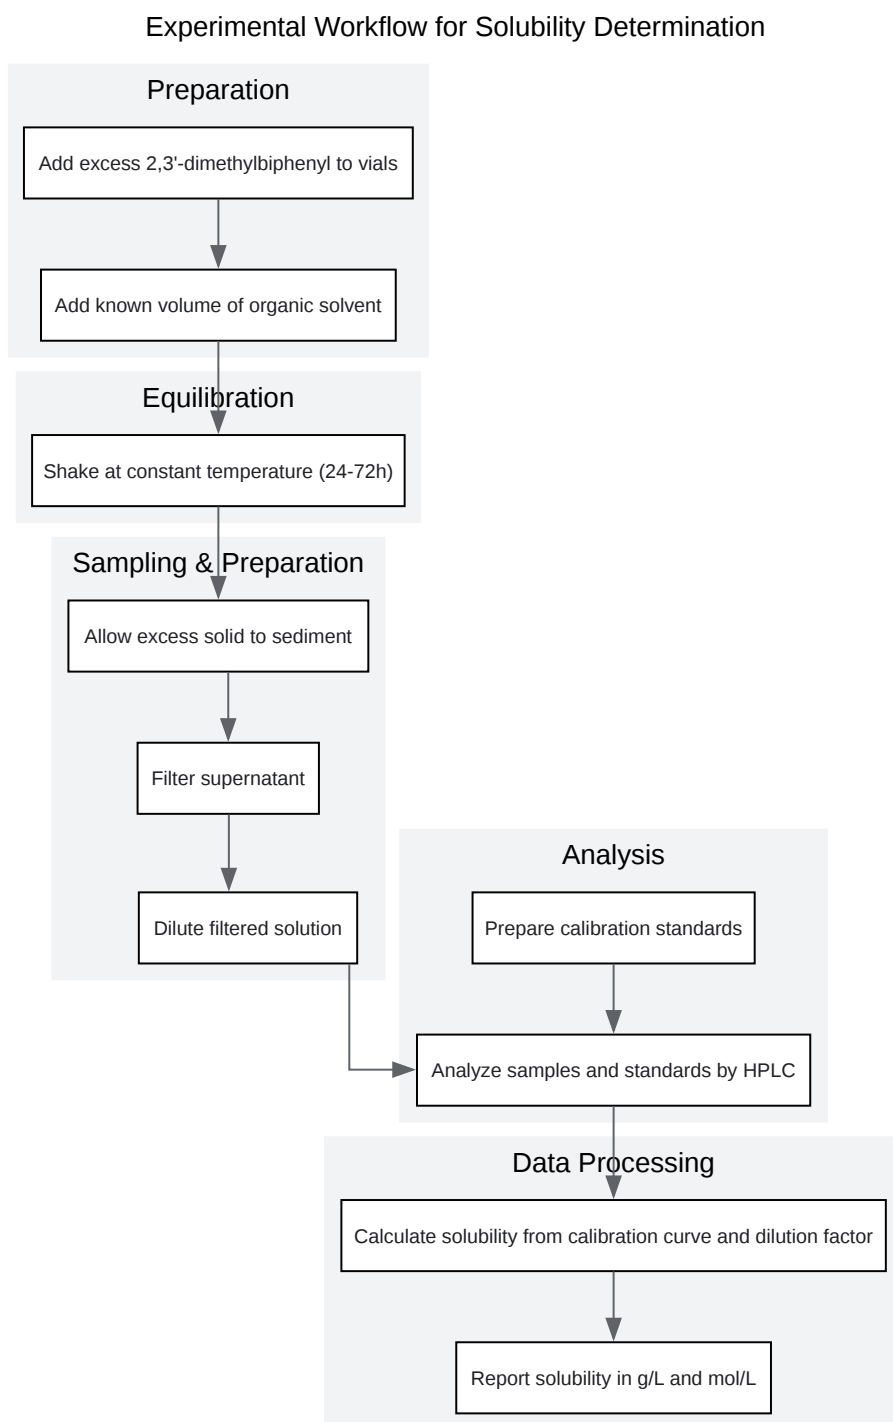 Experimental Workflow for Solubility Determination
Preparation
Add excess 2,3'-dimethylbiphenyl to vials
Add known volume of organic solvent
Equilibration
Shake at constant temperature (24-72h)
Sampling & Preparation
Allow excess solid to sediment
Filter supernatant
Dilute filtered solution
Analysis
Prepare calibration standards
Analyze samples and standards by HPLC
Data Processing
Calculate solubility from calibration curve and dilution factor
Report solubility in g/L and mol/L